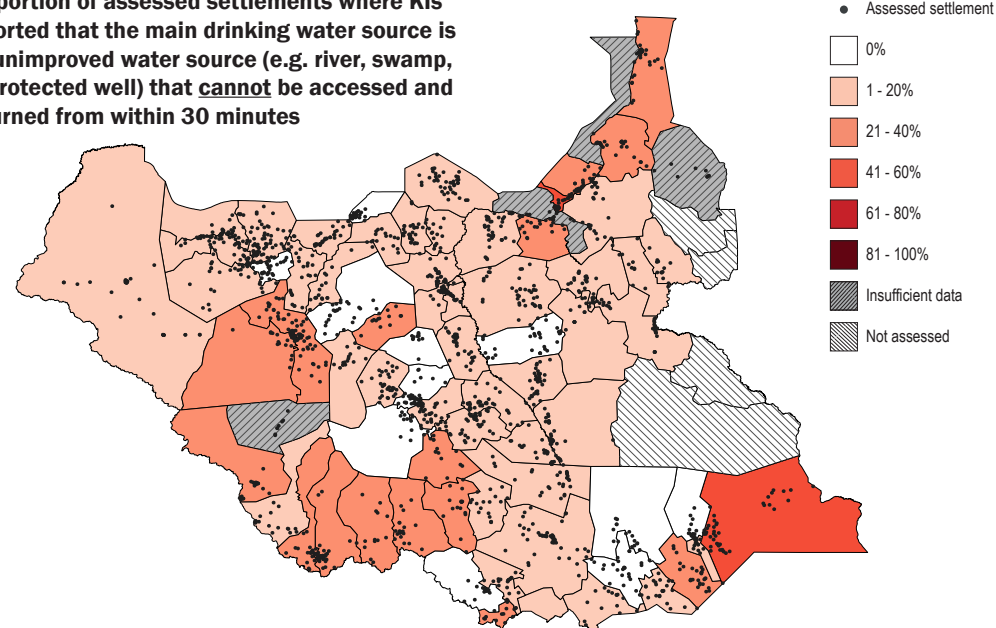 portion of assessed settlements where KIs
orted that the main drinking water source is
unimproved water source (e.g. river, swamp,
rotected well) that cannot be accessed and
urned from within 30 minutes
Assessed settlement
0%
1 - 20%
21 - 40%
41 - 60%
61 - 80%
81 - 100%
Insufficient data
Not assessed